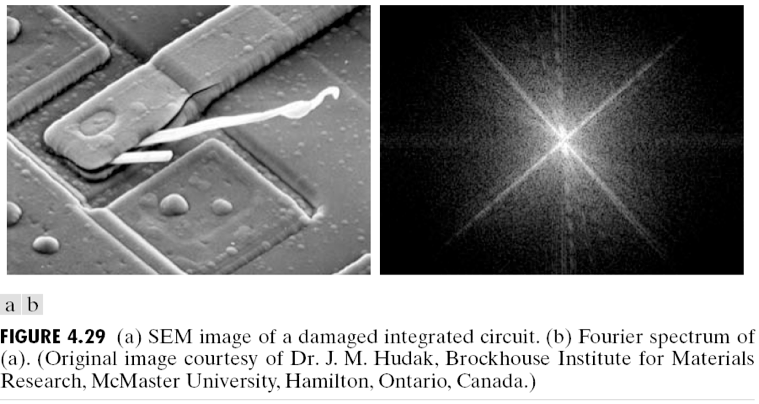 a b
FIGURE 4.29 (a) SEM image of a damaged integrated circuit. (b) Fourier spectrum of
(a). (Original image courtesy of Dr. J. M. Hudak, Brockhouse Institute for Materials
Research, McMaster University, Hamilton, Ontario, Canada.)